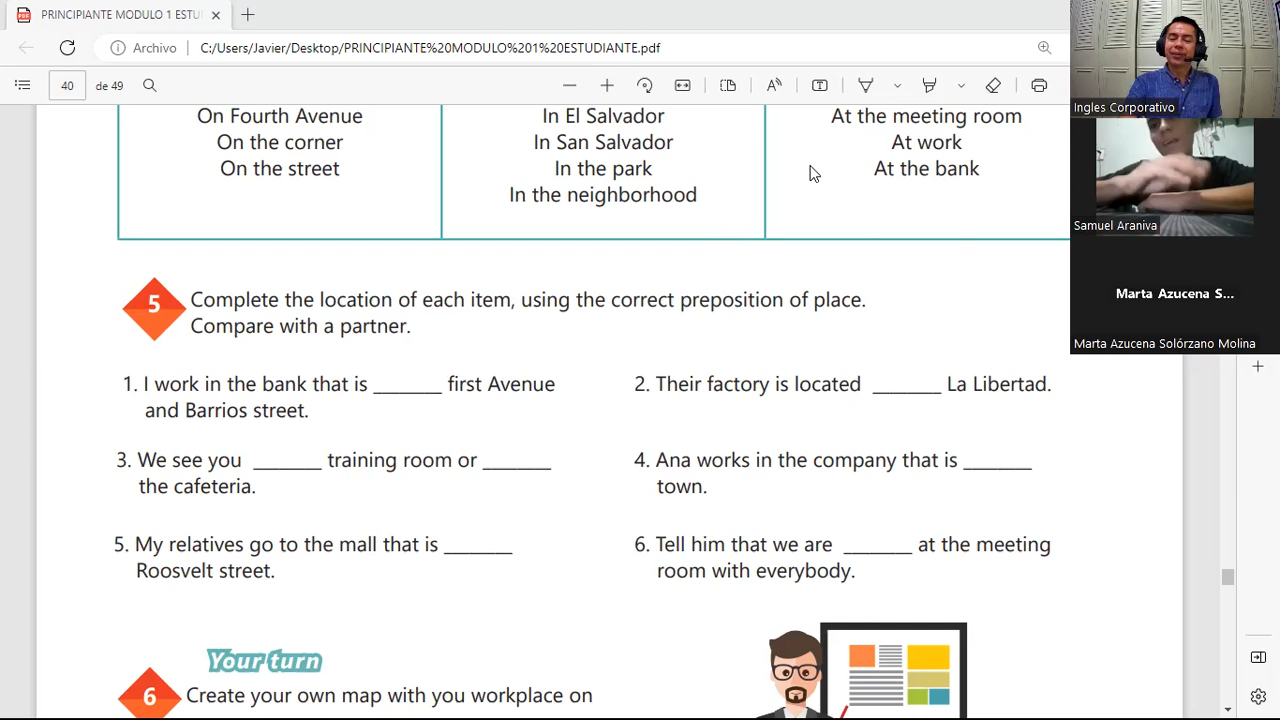 PRINCIPIANTE MODULO 1 ESTU
Archivo
C:/Users/Javier/Desktop/PRINCIPIANTE%20MODULO%201%20ESTUDIANTE.pdf
40
de 49
On Fourth Avenue
On the corner
On the street
In El Salvador
In San Salvador
In the park
In the neighborhood
At the meeting room
At work
At the bank
5
Complete the location of each item, using the correct preposition of place.
Compare with a partner.
1. I work in the bank that is _______ first Avenue
and Barrios street.
2. Their factory is located _______ La Libertad.
3. We see you _______ training room or _______
the cafeteria.
4. Ana works in the company that is _______
town.
5. My relatives go to the mall that is _______
Roosvelt street.
6. Tell him that we are _______ at the meeting
room with everybody.
Your turn
6
Create your own map with you workplace on
Ingles Corporativo
Samuel Araniva
Marta Azucena S...
Marta Azucena Solórzano Molina